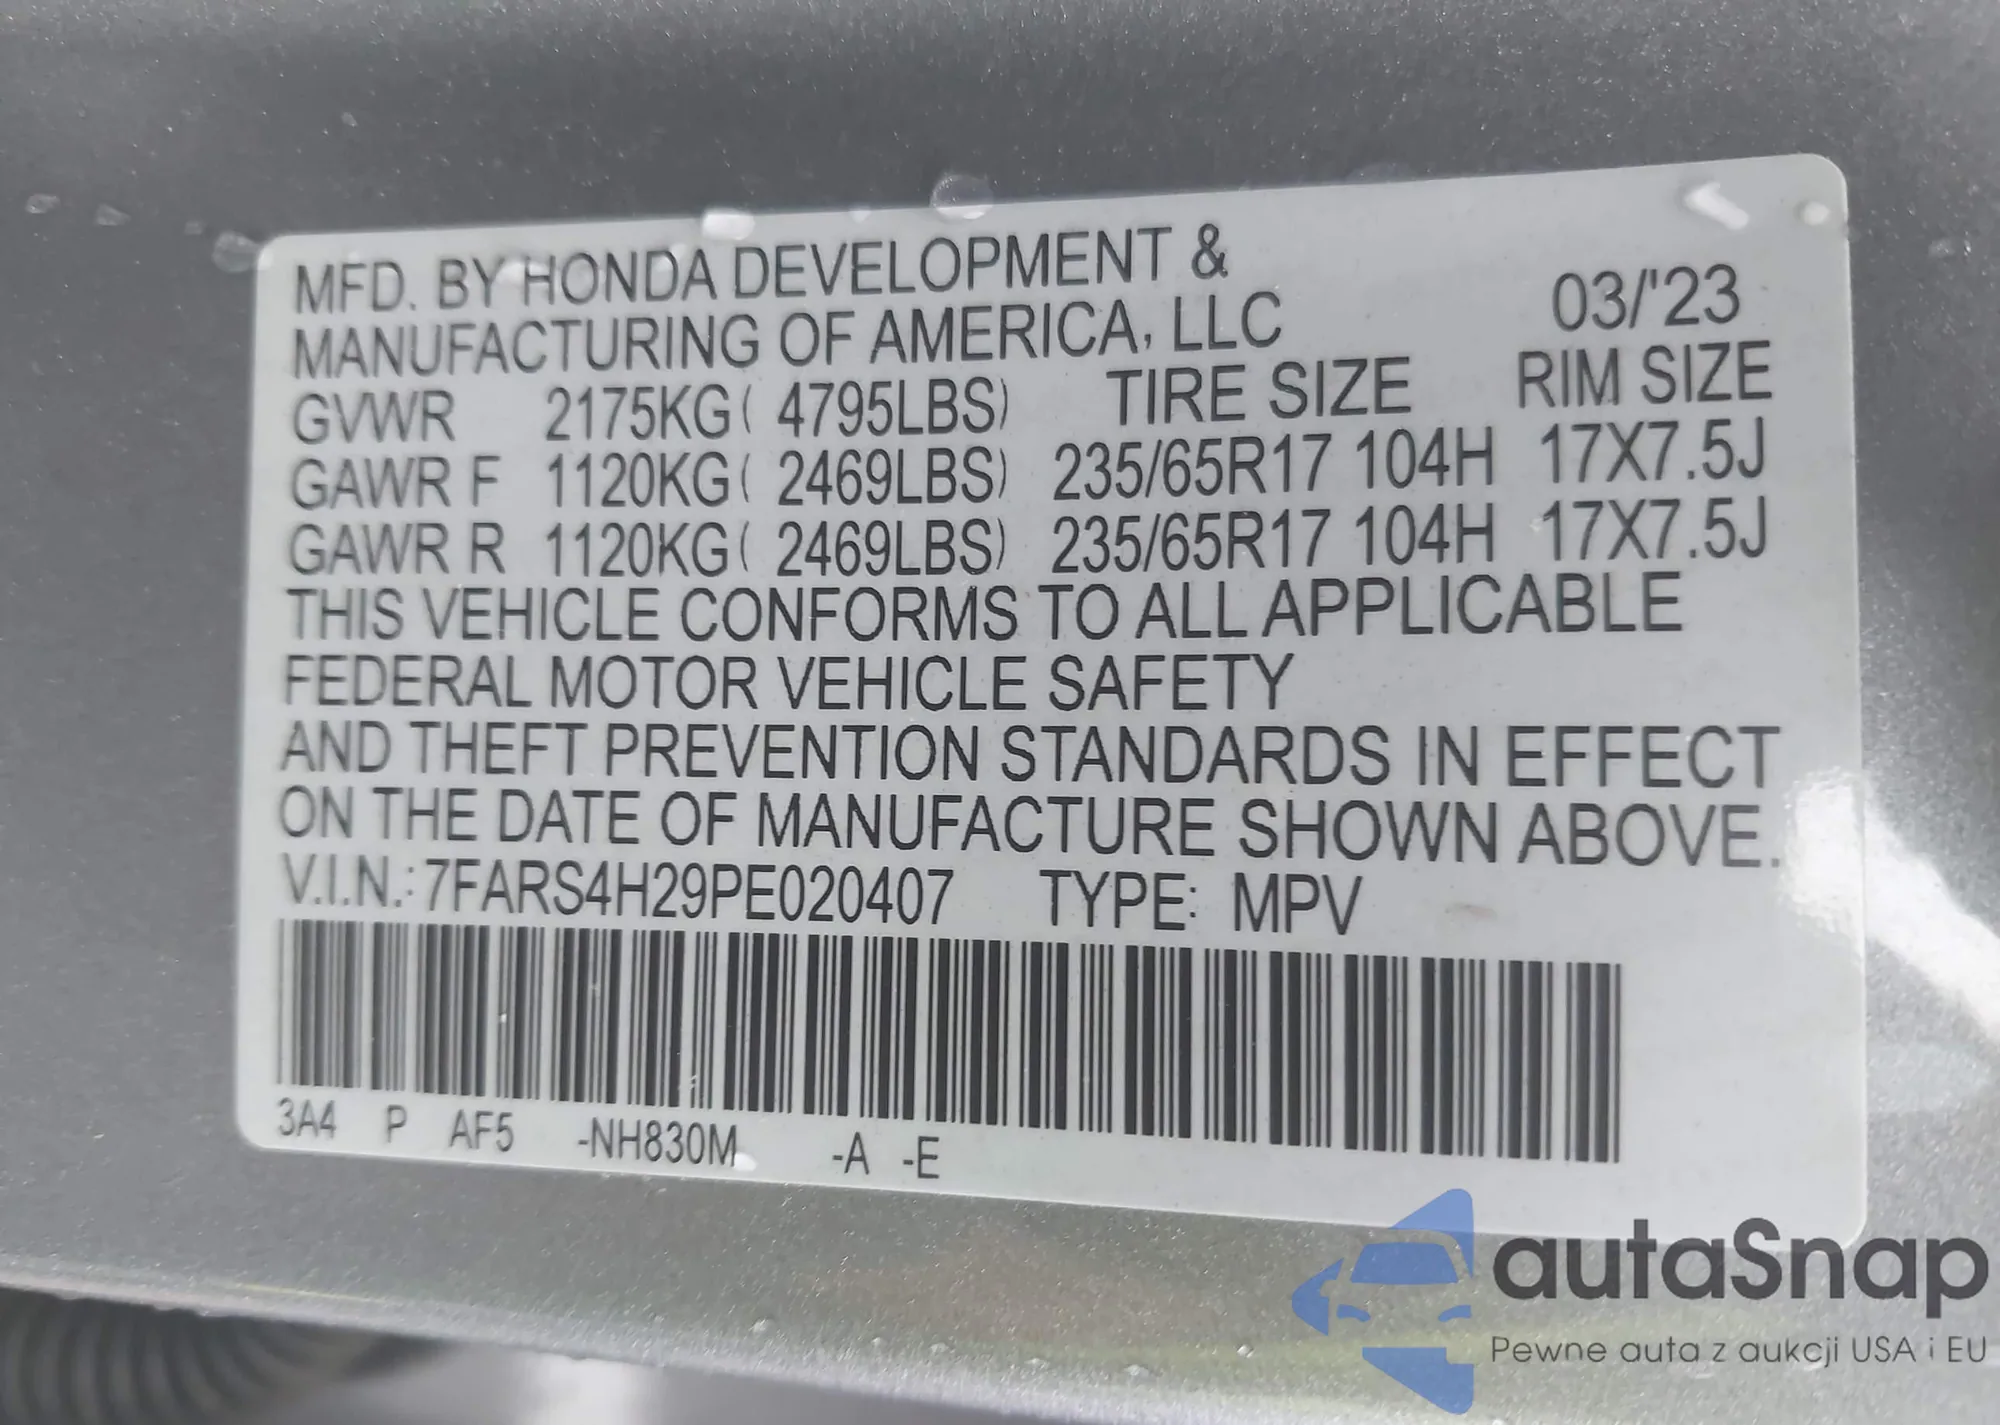 MFD. BY HONDA DEVELOPMENT &
MANUFACTURING OF AMERICA, LLC 03/'23
GVWR 2175KG( 4795LBS) TIRE SIZE RIM SIZE
GAWR F 1120KG( 2469LBS) 235/65R17 104H 17X7.5J
GAWR R 1120KG( 2469LBS) 235/65R17 104H 17X7.5J
THIS VEHICLE CONFORMS TO ALL APPLICABLE
FEDERAL MOTOR VEHICLE SAFETY
AND THEFT PREVENTION STANDARDS IN EFFECT
ON THE DATE OF MANUFACTURE SHOWN ABOVE.
V.I.N.: 7FARS4H29PE020407 TYPE: MPV
3A4 P AF5 -NH830M -A -E
autaSnap
Pewne auta z aukcji USA i EU